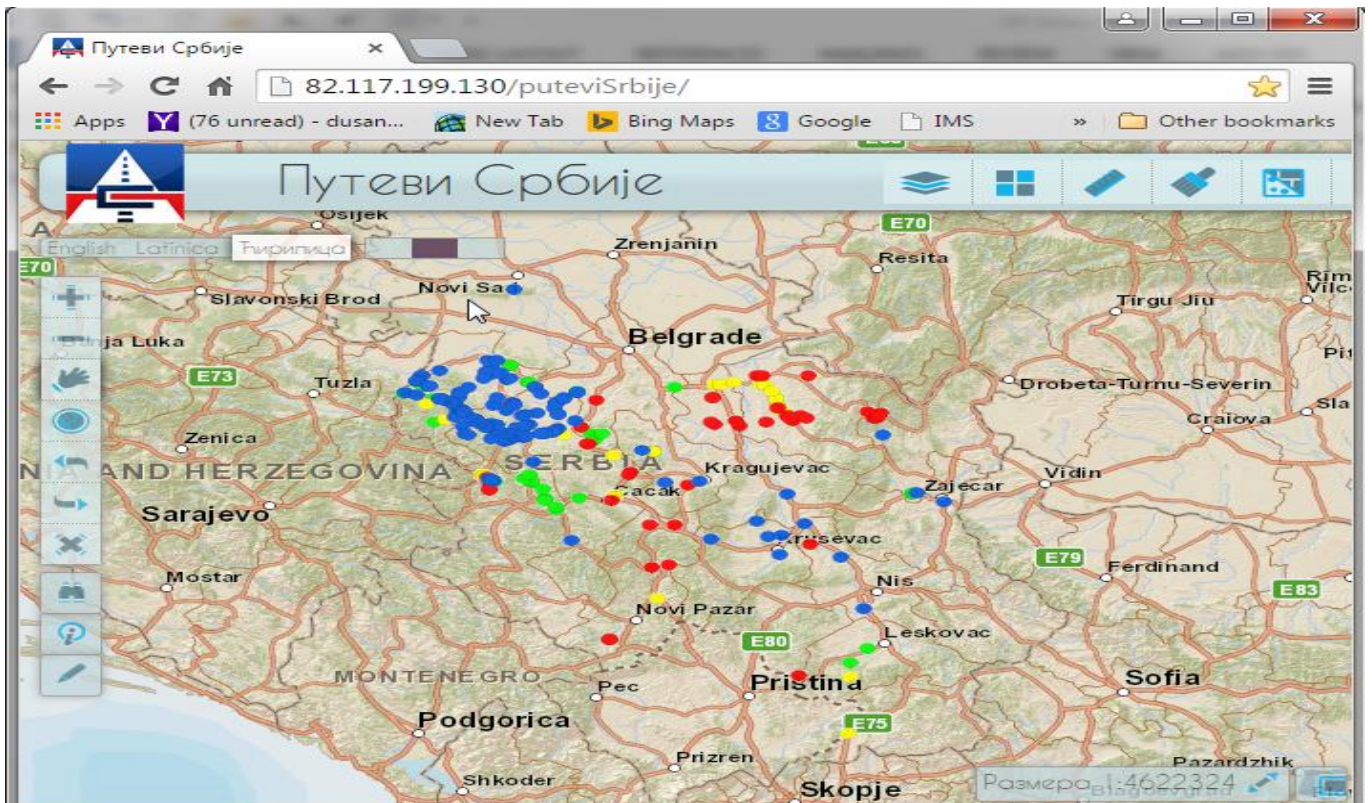 Путеви Србије
82.117.199.130/puteviSrbije/
Apps (76 unread) - dusan... New Tab Bing Maps Google IMS » Other bookmarks
Путеви Србије
Osijek
English Latinica Ћирилица
Zrenjanin
E70
Resita
E70
Slavonski Brod
Novi Sad
Tirgu Jiu
Belgrade
E73
Tuzla
Drobeta-Turnu-Severin
Craiova
Zenica
AND HERZEGOVINA
SERBIA
Kragujevac
Vidin
Cacak
Zajecar
Sarajevo
Krusevac
E79
Ferdinand
Mostar
Nis
E83
Novi Pazar
E80
Leskovac
MONTENEGRO
Pec
Pristina
Sofia
Podgorica
E75
Prizren
Pazardzhik
Shkoder
Skopje
Размера 1:4622324